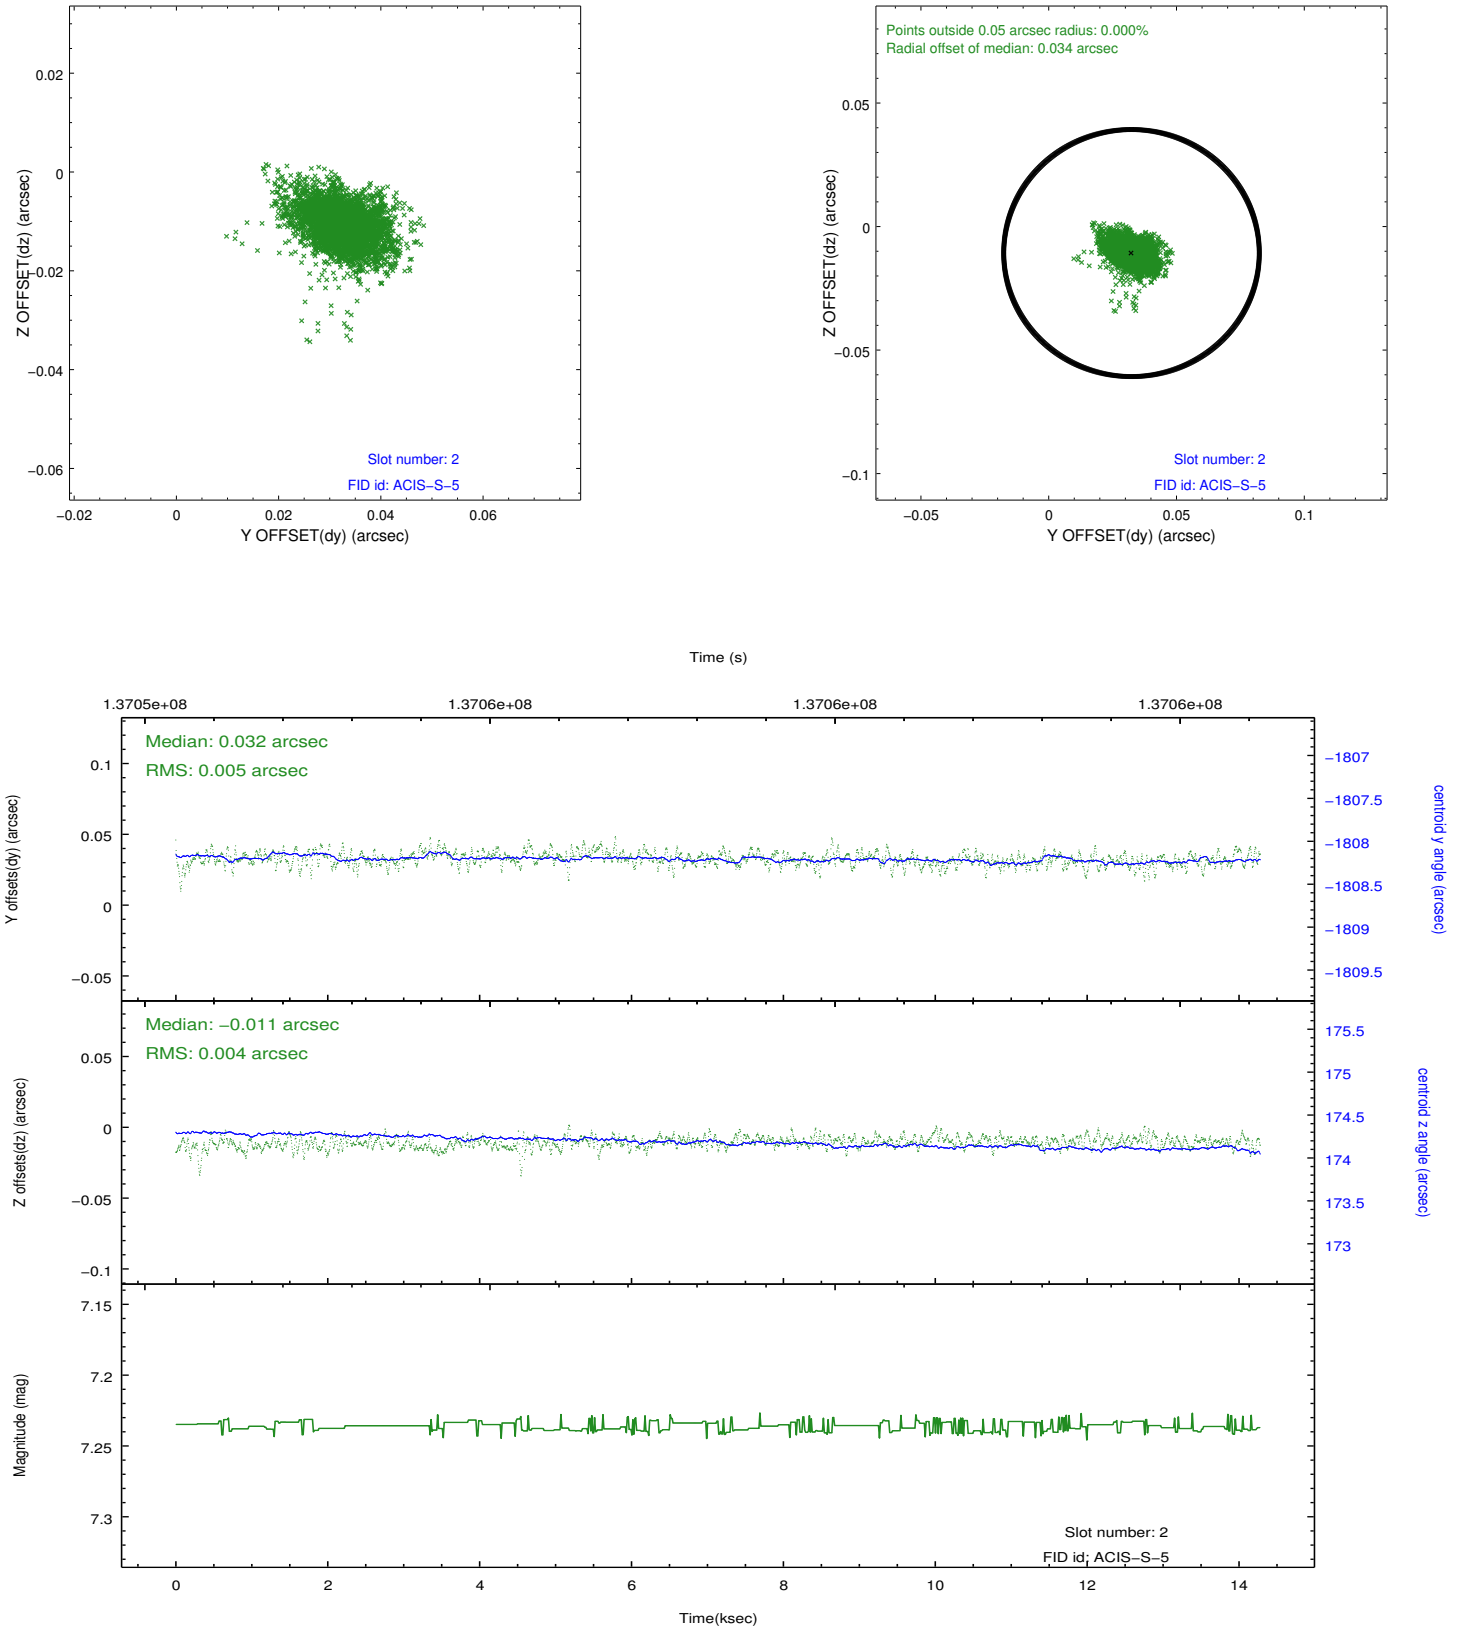 0.02
0
−0.02
−0.04
−0.06
Z OFFSET(dz) (arcsec)
Slot number: 2
FID id: ACIS−S−5
−0.02 0 0.02 0.04 0.06
Y OFFSET(dy) (arcsec)
Points outside 0.05 arcsec radius: 0.000%
Radial offset of median: 0.034 arcsec
0.05
0
−0.05
−0.1
Z OFFSET(dz) (arcsec)
Slot number: 2
FID id: ACIS−S−5
−0.05 0 0.05 0.1
Y OFFSET(dy) (arcsec)
Time (s)
1.3705e+08 1.3706e+08 1.3706e+08 1.3706e+08
Median: 0.032 arcsec
RMS: 0.005 arcsec
0.1
0.05
0
−0.05
Y offsets(dy) (arcsec)
−1807
−1807.5
−1808
−1808.5
−1809
−1809.5
centroid y angle (arcsec)
Median: −0.011 arcsec
RMS: 0.004 arcsec
0.05
0
−0.05
−0.1
Z offsets(dz) (arcsec)
175.5
175
174.5
174
173.5
173
centroid z angle (arcsec)
7.15
7.2
7.25
7.3
Magnitude (mag)
Slot number: 2
FID id: ACIS−S−5
0 2 4 6 8 10 12 14
Time(ksec)